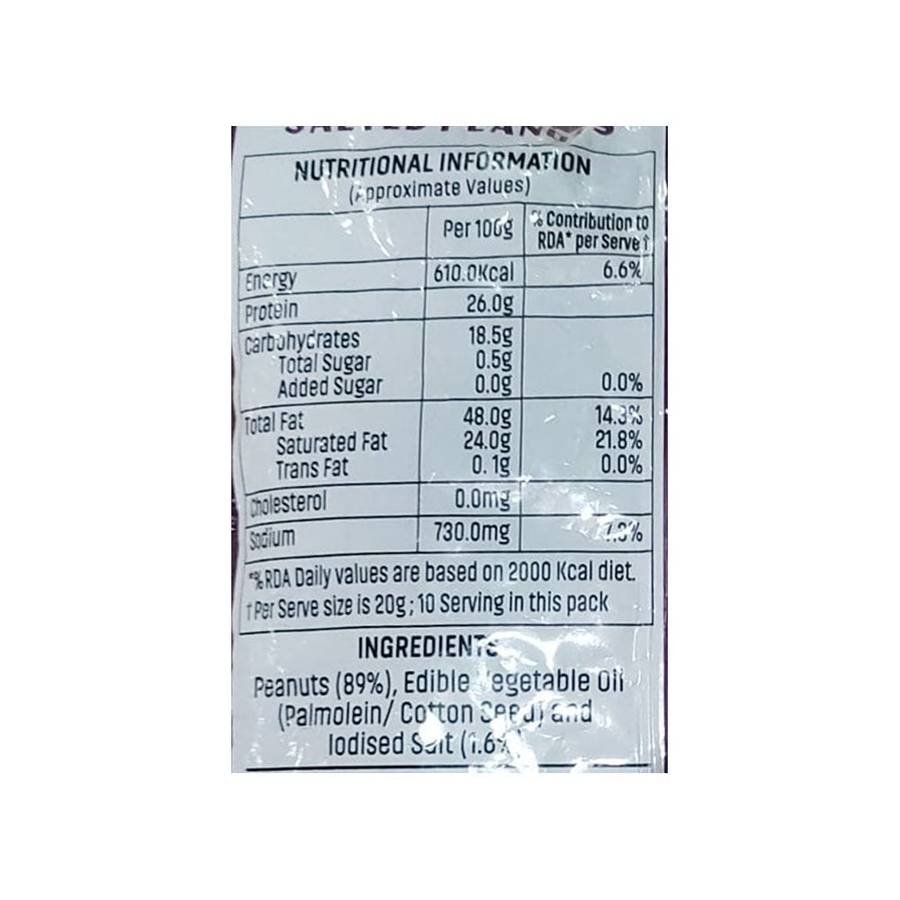 NUTRITIONAL INFORMATION
(Approximate Values)
Per 100g % Contribution to RDA* per Serve †
Energy 610.0Kcal 6.6%
Protein 26.0g
Carbohydrates 18.5g
Total Sugar 0.5g
Added Sugar 0.0g 0.0%
Total Fat 48.0g 14.3%
Saturated Fat 24.0g 21.8%
Trans Fat 0.1g 0.0%
Cholesterol 0.0mg
Sodium 730.0mg
*% RDA Daily values are based on 2000 Kcal diet.
† Per Serve size is 20g; 10 Serving in this pack
INGREDIENTS
Peanuts (89%), Edible Vegetable Oil
(Palmolein/ Cotton Seed) and
Iodised Salt (1.6%)